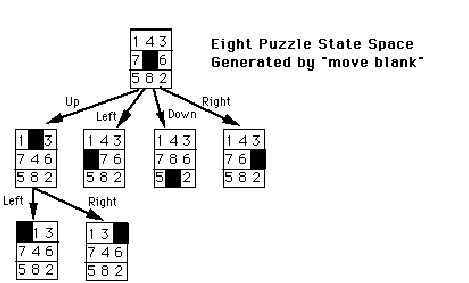 1 4 3
7 6
5 8 2
Eight Puzzle State Space
Generated by "move blank"
Up
Left
Down
Right
1 3
7 4 6
5 8 2
1 4 3
7 6
5 8 2
1 4 3
7 8 6
5 2
1 4 3
7 6
5 8 2
Left
Right
1 3
7 4 6
5 8 2
1 3
7 4 6
5 8 2